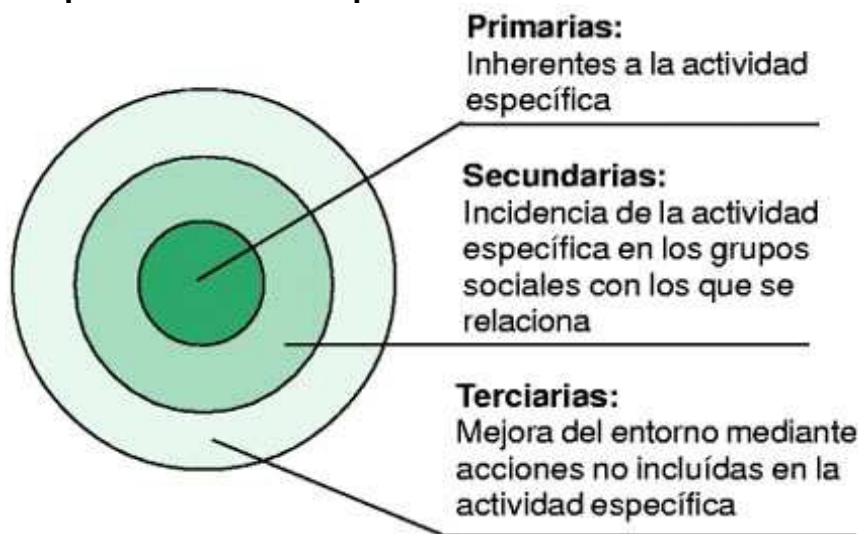 Primarias:
Inherentes a la actividad
específica
Secundarias:
Incidencia de la actividad
específica en los grupos
sociales con los que se
relaciona
Terciarias:
Mejora del entorno mediante
acciones no incluídas en la
actividad específica